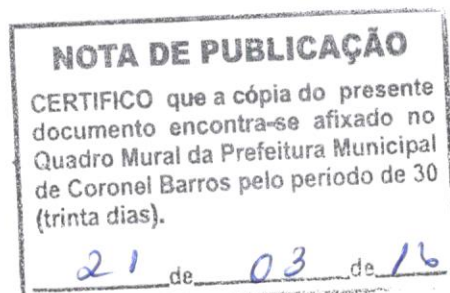 NOTA DE PUBLICAÇÃO
CERTIFICO que a cópia do presente
documento encontra-se afixado no
Quadro Mural da Prefeitura Municipal
de Coronel Barros pelo período de 30
(trinta dias).
21 de 03 de 16